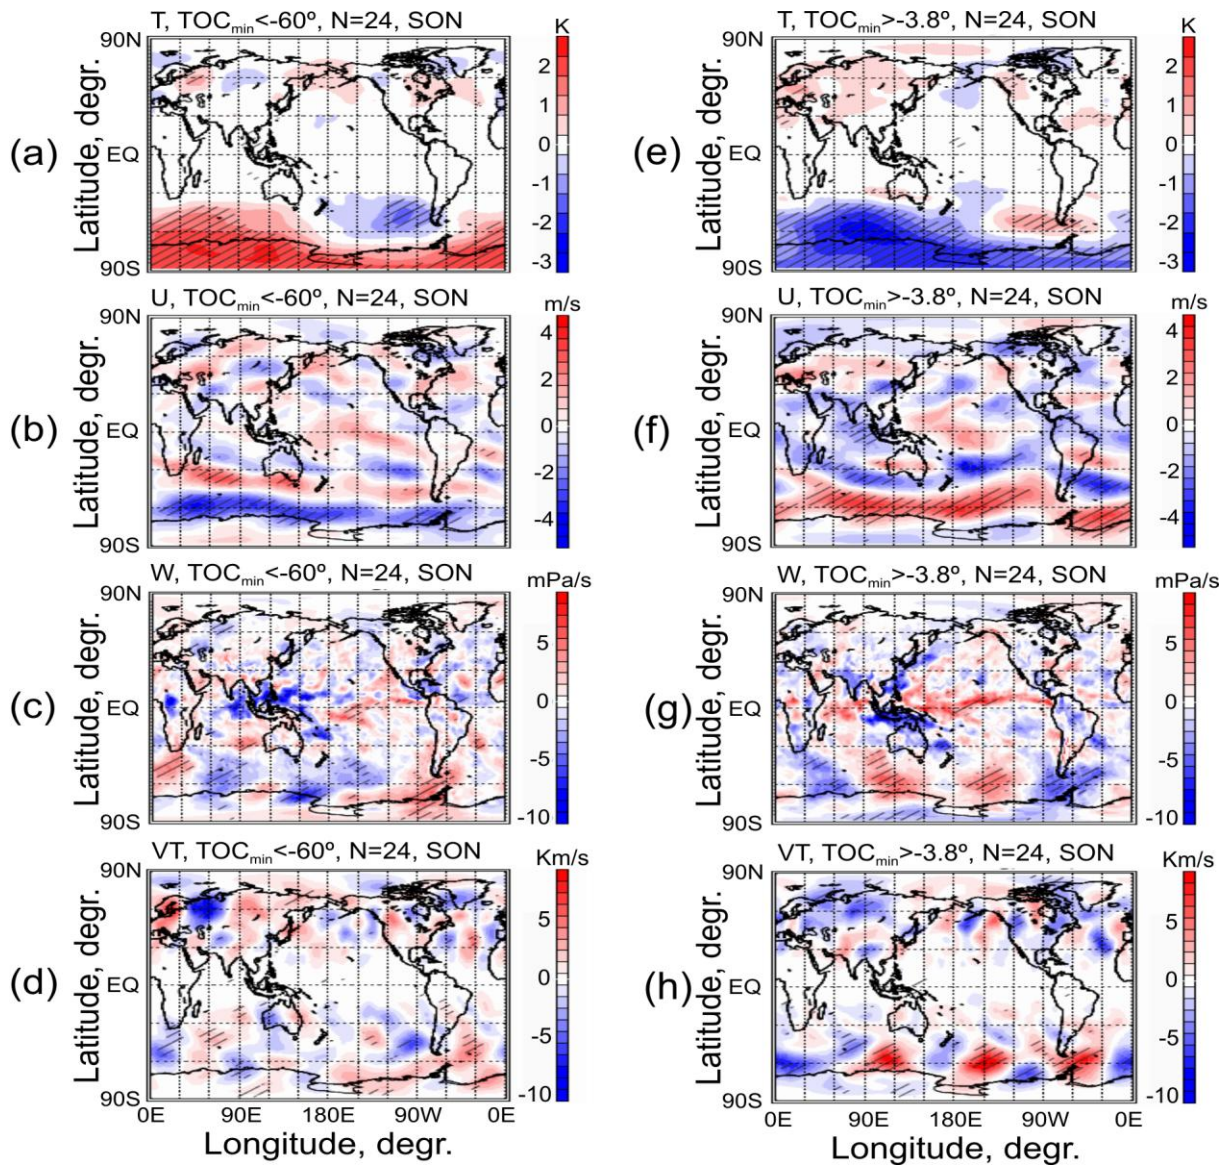 T, TOCmin<-60º, N=24, SON
K
90N
2
1
(a)
Latitude, degr.
EQ
0
-1
-2
-3
90S
U, TOCmin<-60º, N=24, SON
m/s
90N
4
2
(b)
Latitude, degr.
EQ
0
-2
-4
90S
W, TOCmin<-60º, N=24, SON
mPa/s
90N
5
(c)
Latitude, degr.
EQ
0
-5
-10
90S
VT, TOCmin<-60º, N=24, SON
Km/s
90N
5
(d)
Latitude, degr.
EQ
0
-5
-10
90S
0E 90E 180E 90W 0E
Longitude, degr.
T, TOCmin>-3.8º, N=24, SON
K
90N
2
1
(e)
Latitude, degr.
EQ
0
-1
-2
-3
90S
U, TOCmin>-3.8º, N=24, SON
m/s
90N
4
2
(f)
Latitude, degr.
EQ
0
-2
-4
90S
W, TOCmin>-3.8º, N=24, SON
mPa/s
90N
5
(g)
Latitude, degr.
EQ
0
-5
-10
90S
VT, TOCmin>-3.8º, N=24, SON
Km/s
90N
5
(h)
Latitude, degr.
EQ
0
-5
-10
90S
0E 90E 180E 90W 0E
Longitude, degr.